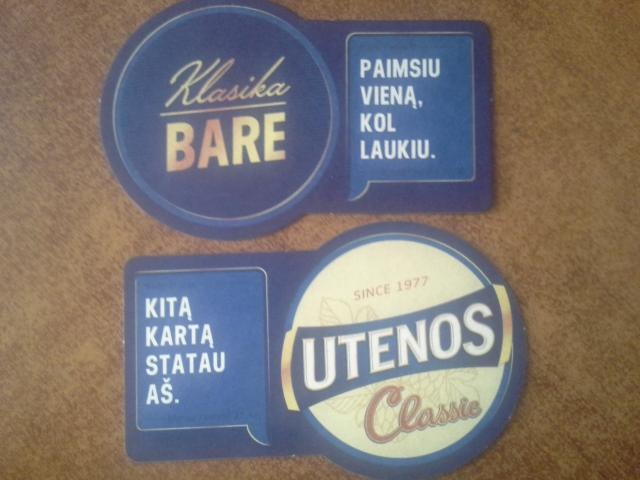 Klasika
BARE
PAIMSIU
VIENĄ,
KOL
LAUKIU.
KITĄ
KARTĄ
STATAU
AŠ.
SINCE 1977
UTENOS
Classic